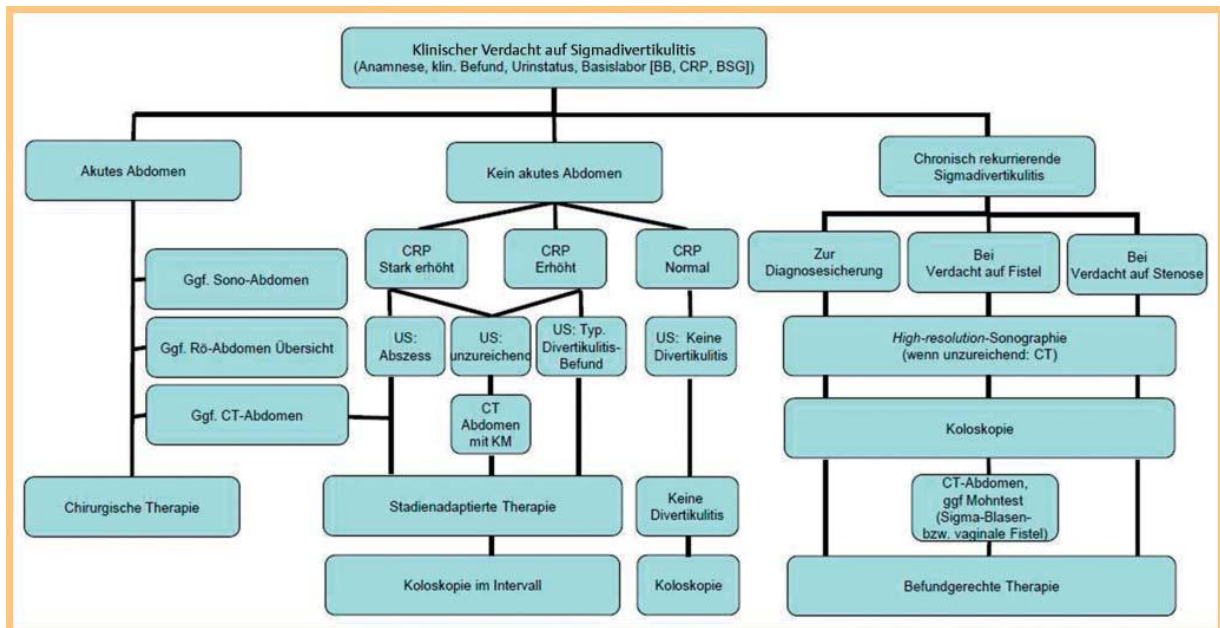 Klinischer Verdacht auf Sigmadivertikulitis
(Anamnese, klin. Befund, Urinstatus, Basislabor [BB, CRP, BSG])
Akutes Abdomen
Kein akutes Abdomen
Chronisch rekurrierende
Sigmadivertikulitis
CRP
Stark erhöht
CRP
Erhöht
CRP
Normal
Zur
Diagnosesicherung
Bei
Verdacht auf Fistel
Bei
Verdacht auf Stenose
Ggf. Sono-Abdomen
Ggf. Rö-Abdomen Übersicht
Ggf. CT-Abdomen
US:
Abszess
US:
unzureichend
US: Typ.
Divertikulitis-
Befund
US: Keine
Divertikulitis
High-resolution-Sonographie
(wenn unzureichend: CT)
CT
Abdomen
mit KM
Koloskopie
Chirurgische Therapie
Stadienadaptierte Therapie
Keine
Divertikulitis
CT-Abdomen,
ggf Mohntest
(Sigma-Blasen-
bzw. vaginale Fistel)
Koloskopie im Intervall
Koloskopie
Befundgerechte Therapie